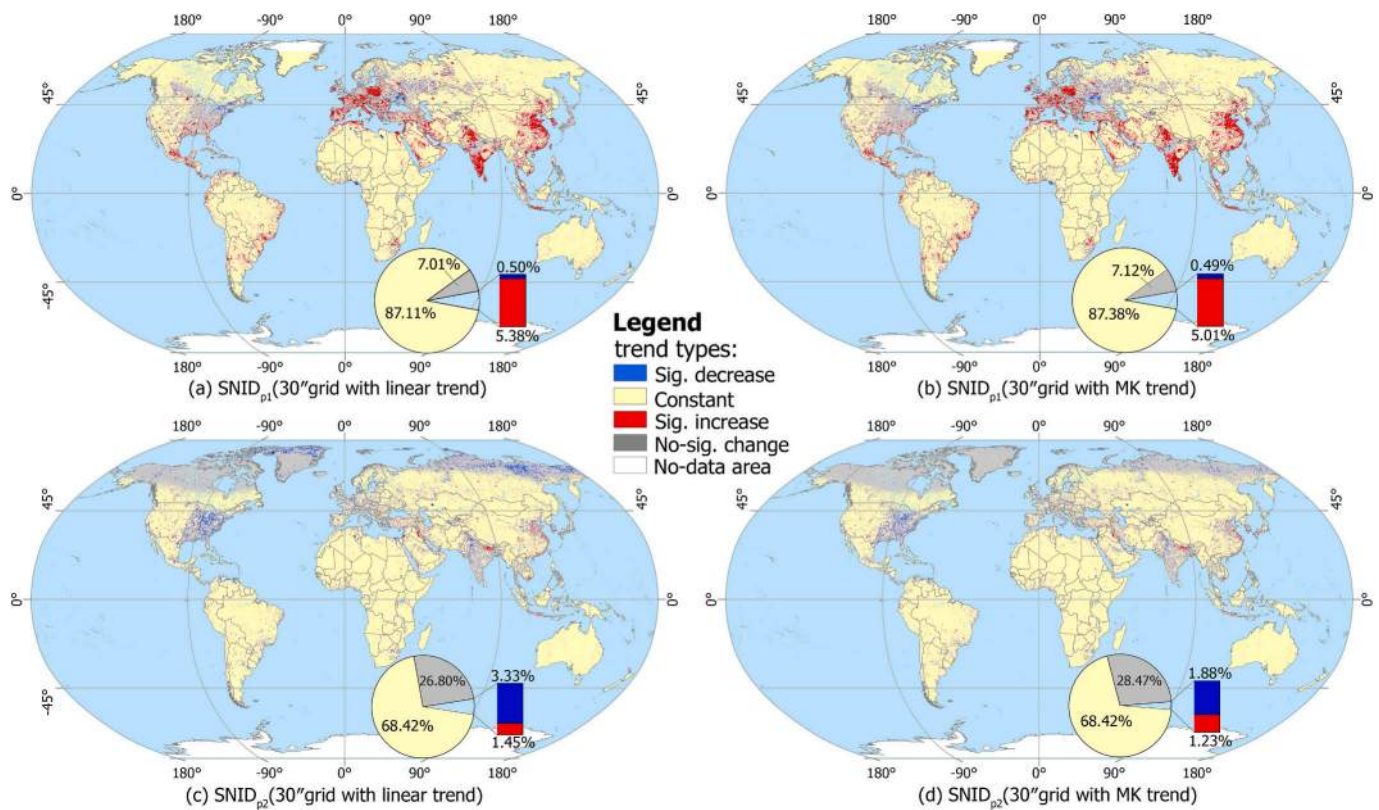 180° -90° 0° 90° 180°
180° -90° 0° 90° 180°
45° 45° 45° 45°
0° 0° 0° 0°
-45° -45° -45° -45°
7.01% 0.50%
87.11%
5.38%
7.12% 0.49%
87.38%
5.01%
180° -90° 0° 90° 180°
180° -90° 0° 90° 180°
(a) SNIDp1(30″grid with linear trend)
(b) SNIDp1(30″grid with MK trend)
Legend
trend types:
Sig. decrease
Constant
Sig. increase
No-sig. change
No-data area
180° -90° 0° 90° 180°
180° -90° 0° 90° 180°
45° 45° 45° 45°
0° 0° 0° 0°
-45° -45° -45° -45°
26.80% 3.33%
68.42%
1.45%
28.47% 1.88%
68.42%
1.23%
180° -90° 0° 90° 180°
180° -90° 0° 90° 180°
(c) SNIDp2(30″grid with linear trend)
(d) SNIDp2(30″grid with MK trend)